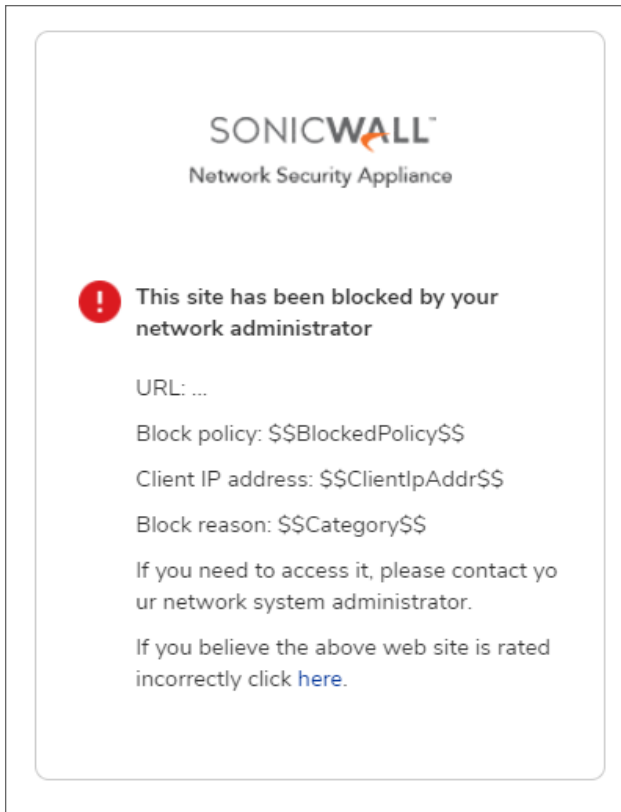 SONICWALL™
Network Security Appliance
! This site has been blocked by your
network administrator
URL: ...
Block policy: $$BlockedPolicy$$
Client IP address: $$ClientIpAddr$$
Block reason: $$Category$$
If you need to access it, please contact yo
ur network system administrator.
If you believe the above web site is rated
incorrectly click here.